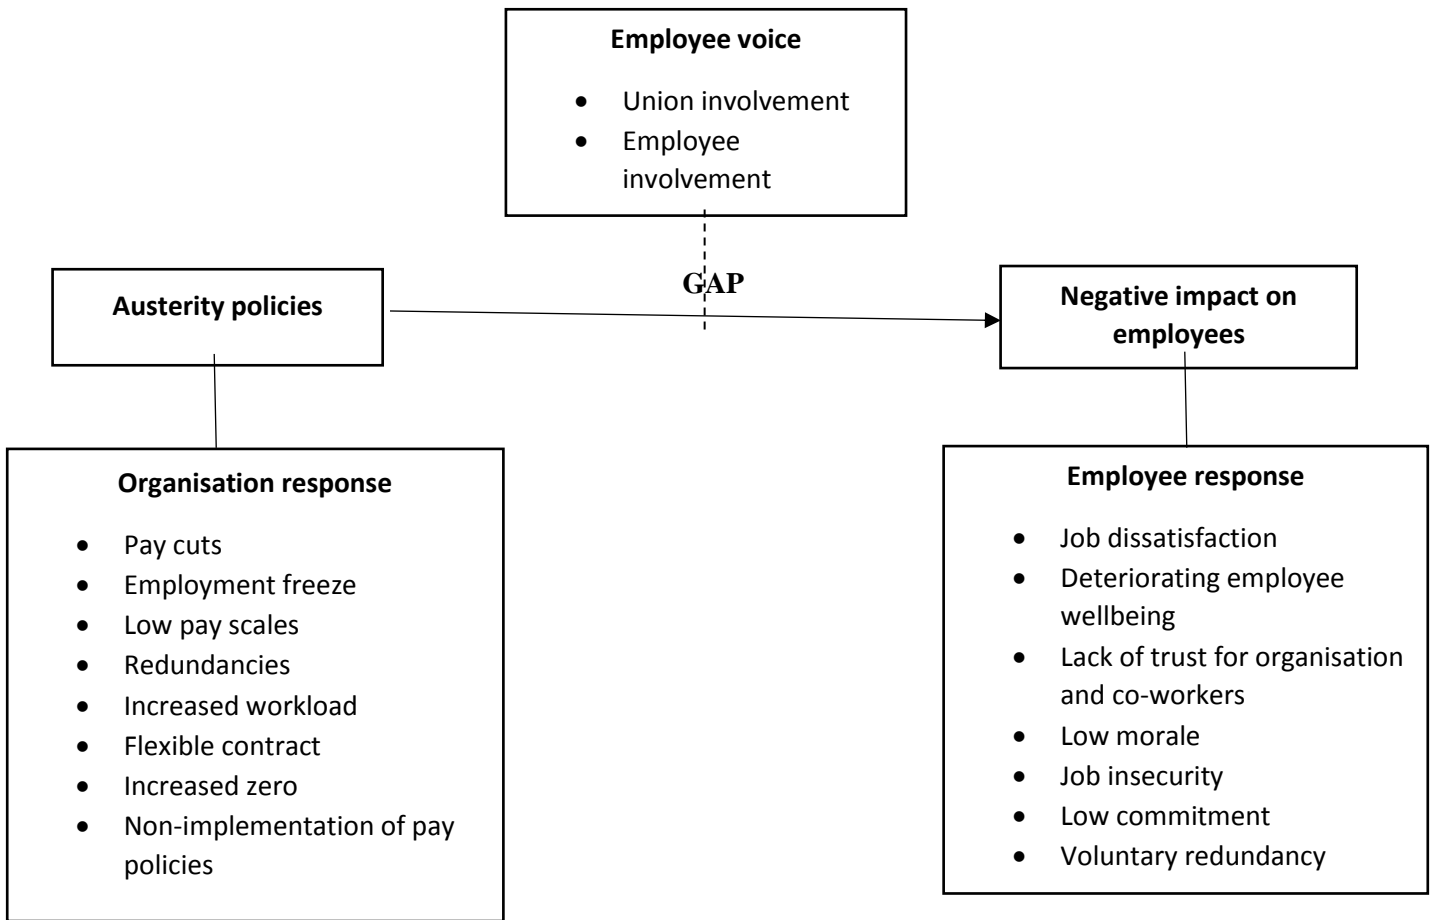 Employee voice
• Union involvement
• Employee
involvement
GAP
Austerity policies
Negative impact on
employees
Organisation response
• Pay cuts
• Employment freeze
• Low pay scales
• Redundancies
• Increased workload
• Flexible contract
• Increased zero
• Non-implementation of pay
policies
Employee response
• Job dissatisfaction
• Deteriorating employee
wellbeing
• Lack of trust for organisation
and co-workers
• Low morale
• Job insecurity
• Low commitment
• Voluntary redundancy